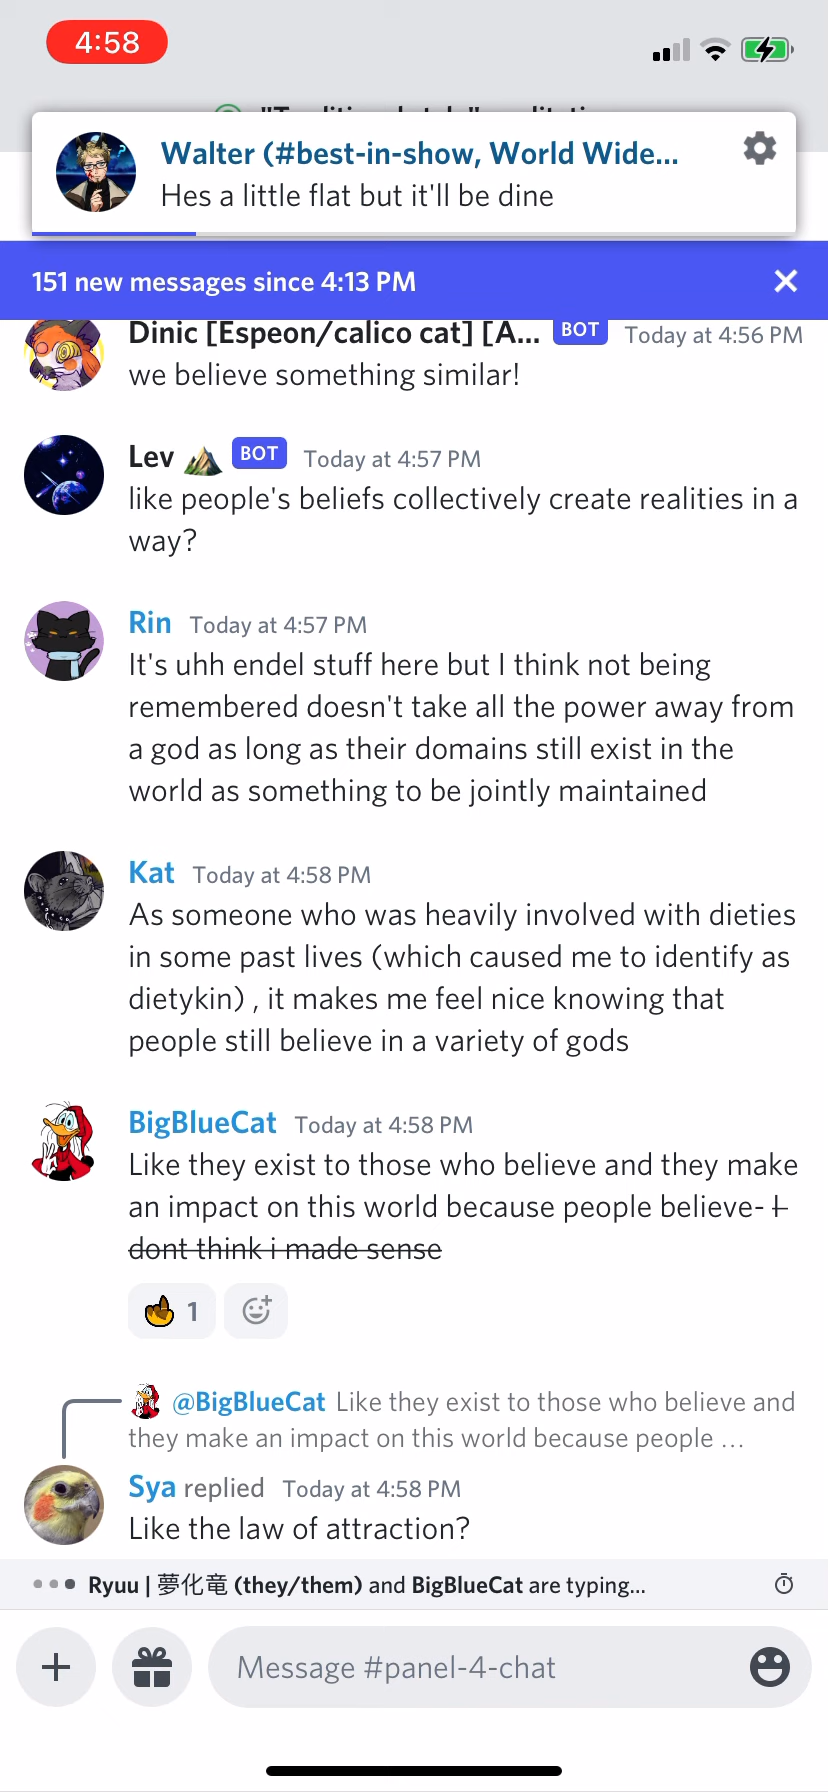 4:58
Walter (#best-in-show, World Wide...
Hes a little flat but it'll be dine
151 new messages since 4:13 PM
Dinic [Espeon/calico cat] [A... BOT Today at 4:56 PM
we believe something similar!
Lev BOT Today at 4:57 PM
like people's beliefs collectively create realities in a
way?
Rin Today at 4:57 PM
It's uhh endel stuff here but I think not being
remembered doesn't take all the power away from
a god as long as their domains still exist in the
world as something to be jointly maintained
Kat Today at 4:58 PM
As someone who was heavily involved with dieties
in some past lives (which caused me to identify as
dietykin) , it makes me feel nice knowing that
people still believe in a variety of gods
BigBlueCat Today at 4:58 PM
Like they exist to those who believe and they make
an impact on this world because people believe- I
dont think i made sense
1
@BigBlueCat Like they exist to those who believe and
they make an impact on this world because people ...
Sya replied Today at 4:58 PM
Like the law of attraction?
Ryuu | 夢化竜 (they/them) and BigBlueCat are typing...
Message #panel-4-chat